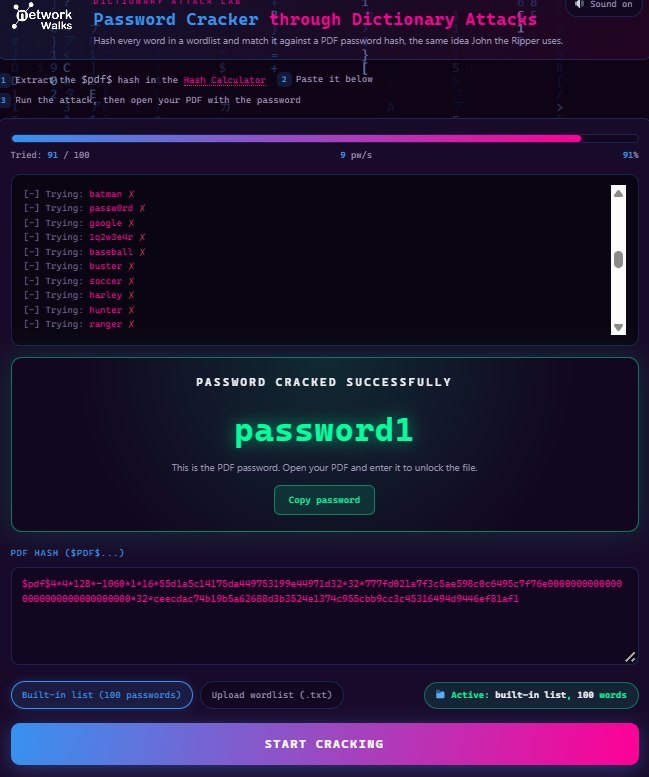 network
Walks
DICTIONARY ATTACK LAB
Password Cracker through Dictionary Attacks
Hash every word in a wordlist and match it against a PDF password hash, the same idea John the Ripper uses.
Sound on
1 Extract the $pdf$ hash in the Hash Calculator 2 Paste it below
3 Run the attack, then open your PDF with the password
Tried: 91 / 100 9 pw/s 91%
[-] Trying: batman ✗
[-] Trying: passw0rd ✗
[-] Trying: google ✗
[-] Trying: 1q2w3e4r ✗
[-] Trying: baseball ✗
[-] Trying: buster ✗
[-] Trying: soccer ✗
[-] Trying: harley ✗
[-] Trying: hunter ✗
[-] Trying: ranger ✗
PASSWORD CRACKED SUCCESSFULLY
password1
This is the PDF password. Open your PDF and enter it to unlock the file.
Copy password
PDF HASH ($PDF$...)
$pdf$4*4*128*-1060*1*16*55d1a5c14175da449753199e44971d32*32*777fd021a7f3c5ae598c0c6495c7f76e0000000000000
0000000000000000000*32*ceecdac74b19b5a62688d3b3524e1374c955cbb9cc3c45316494d9446ef81af1
Built-in list (100 passwords) Upload wordlist (.txt) Active: built-in list, 100 words
START CRACKING